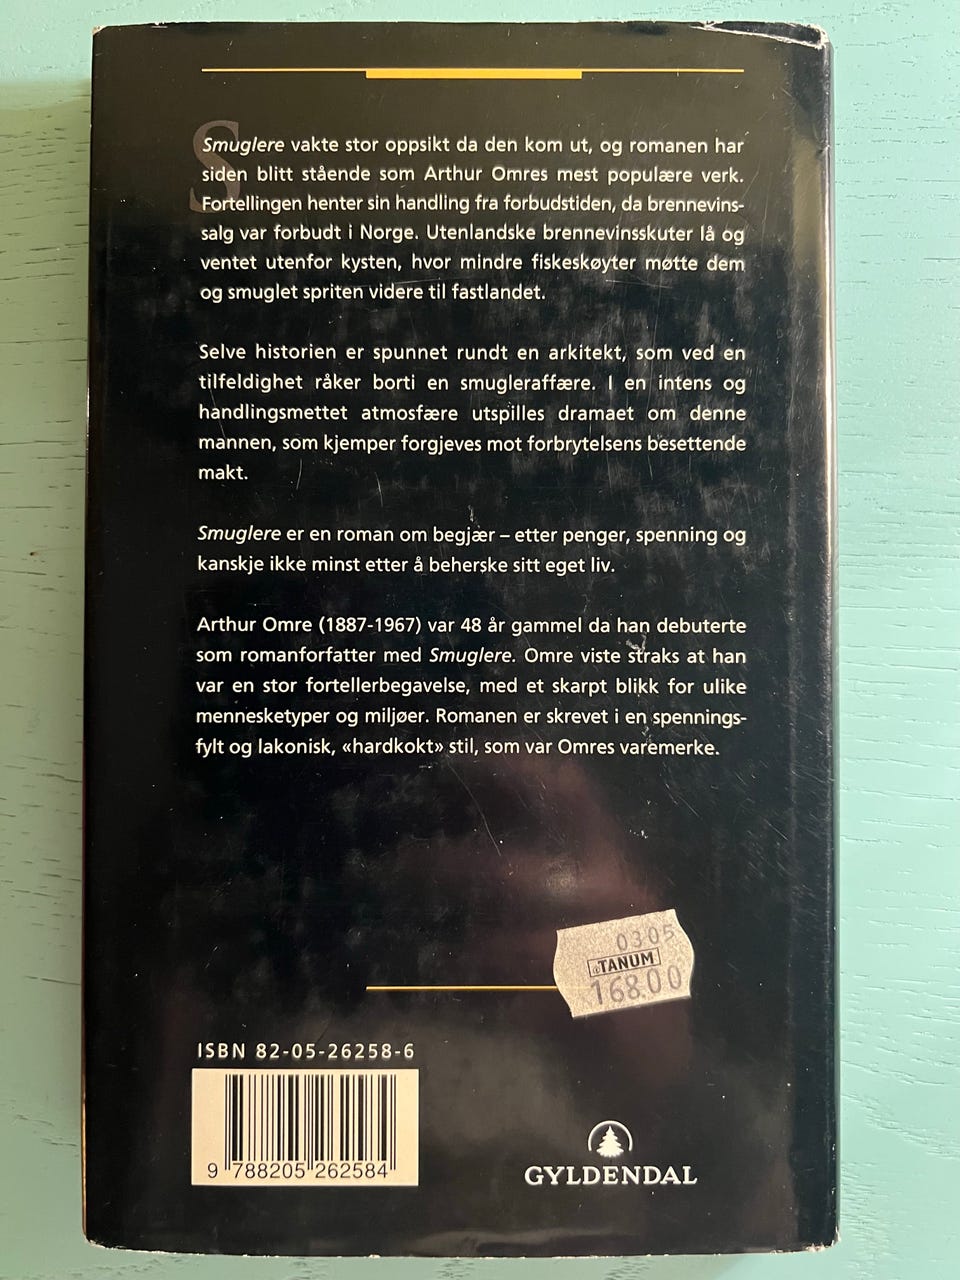 Smuglere vakte stor oppsikt da den kom ut, og romanen har
siden blitt stående som Arthur Omres mest populære verk.
Fortellingen henter sin handling fra forbudstiden, da brennevins-
salg var forbudt i Norge. Utenlandske brennevinsskuter lå og
ventet utenfor kysten, hvor mindre fiskeskøyter møtte dem
og smuglet spriten videre til fastlandet.
Selve historien er spunnet rundt en arkitekt, som ved en
tilfeldighet råker borti en smugleraffære. I en intens og
handlingsmettet atmosfære utspilles dramaet om denne
mannen, som kjemper forgjeves mot forbrytelsens besettende
makt.
Smuglere er en roman om begjær – etter penger, spenning og
kanskje ikke minst etter å beherske sitt eget liv.
Arthur Omre (1887-1967) var 48 år gammel da han debuterte
som romanforfatter med Smuglere. Omre viste straks at han
var en stor fortellerbegavelse, med et skarpt blikk for ulike
mennesketyper og miljøer. Romanen er skrevet i en spennings-
fylt og lakonisk, «hardkokt» stil, som var Omres varemerke.
0305
TANUM
168.00
ISBN 82-05-26258-6
9 788205 262584
GYLDENDAL